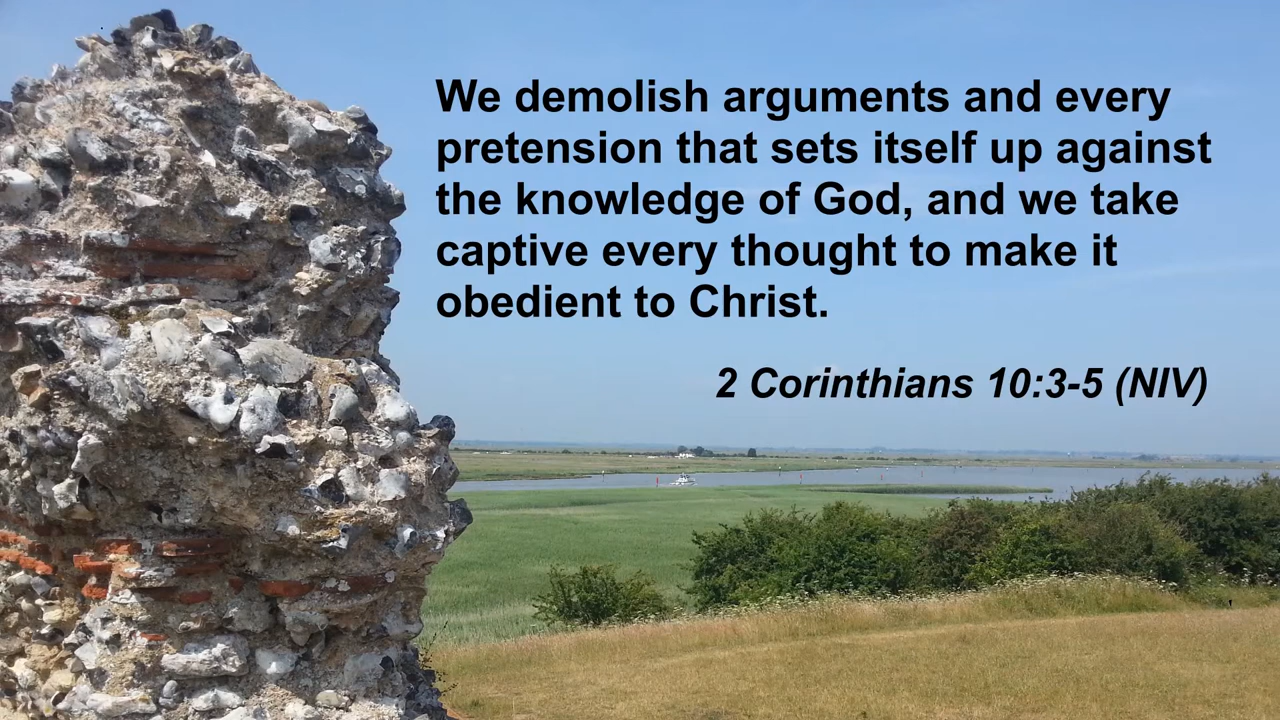 We demolish arguments and every
pretension that sets itself up against
the knowledge of God, and we take
captive every thought to make it
obedient to Christ.
2 Corinthians 10:3-5 (NIV)